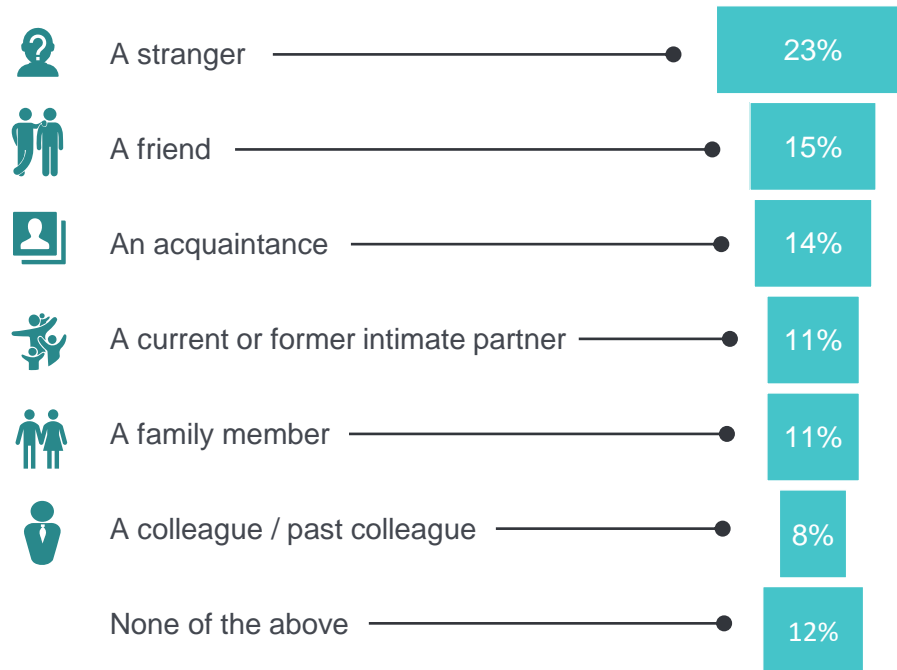 A stranger 23%
A friend 15%
An acquaintance 14%
A current or former intimate partner 11%
A family member 11%
A colleague / past colleague 8%
None of the above 12%